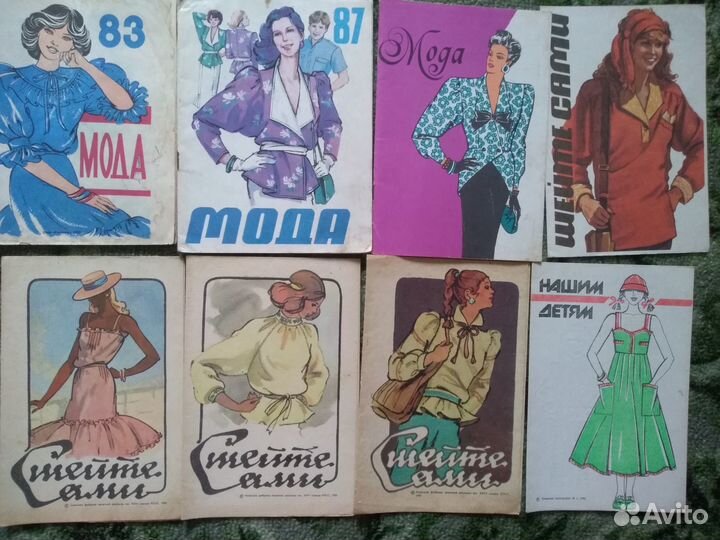 83
МОДА
87
МОДА
Мода
ШЕЙТЕ САМИ
Шейте
сами
Шейте
сами
Шейте
сами
НАШИМ
ДЕТЯМ
Avito